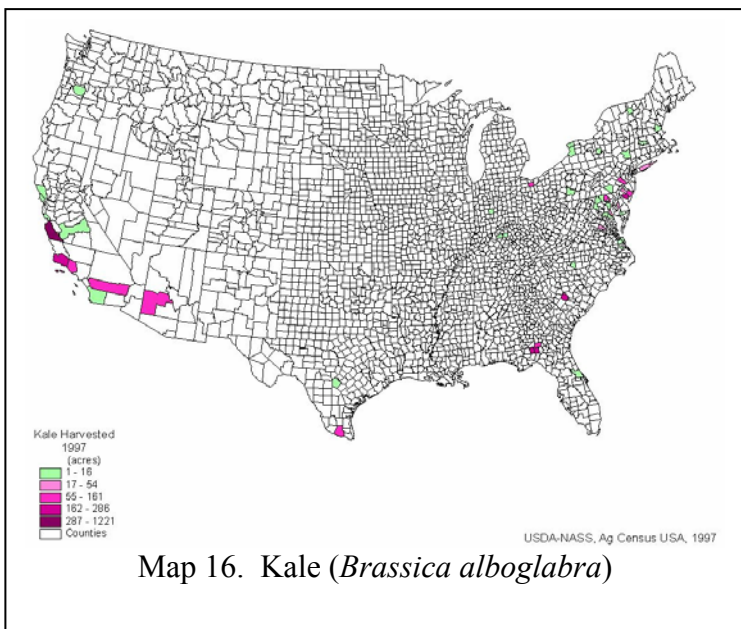 Kale Harvested
1997
(acres)
1 - 16
17 - 54
55 - 161
162 - 286
287 - 1221
Counties
USDA-NASS, Ag Census USA, 1997
Map 16. Kale (Brassica alboglabra)